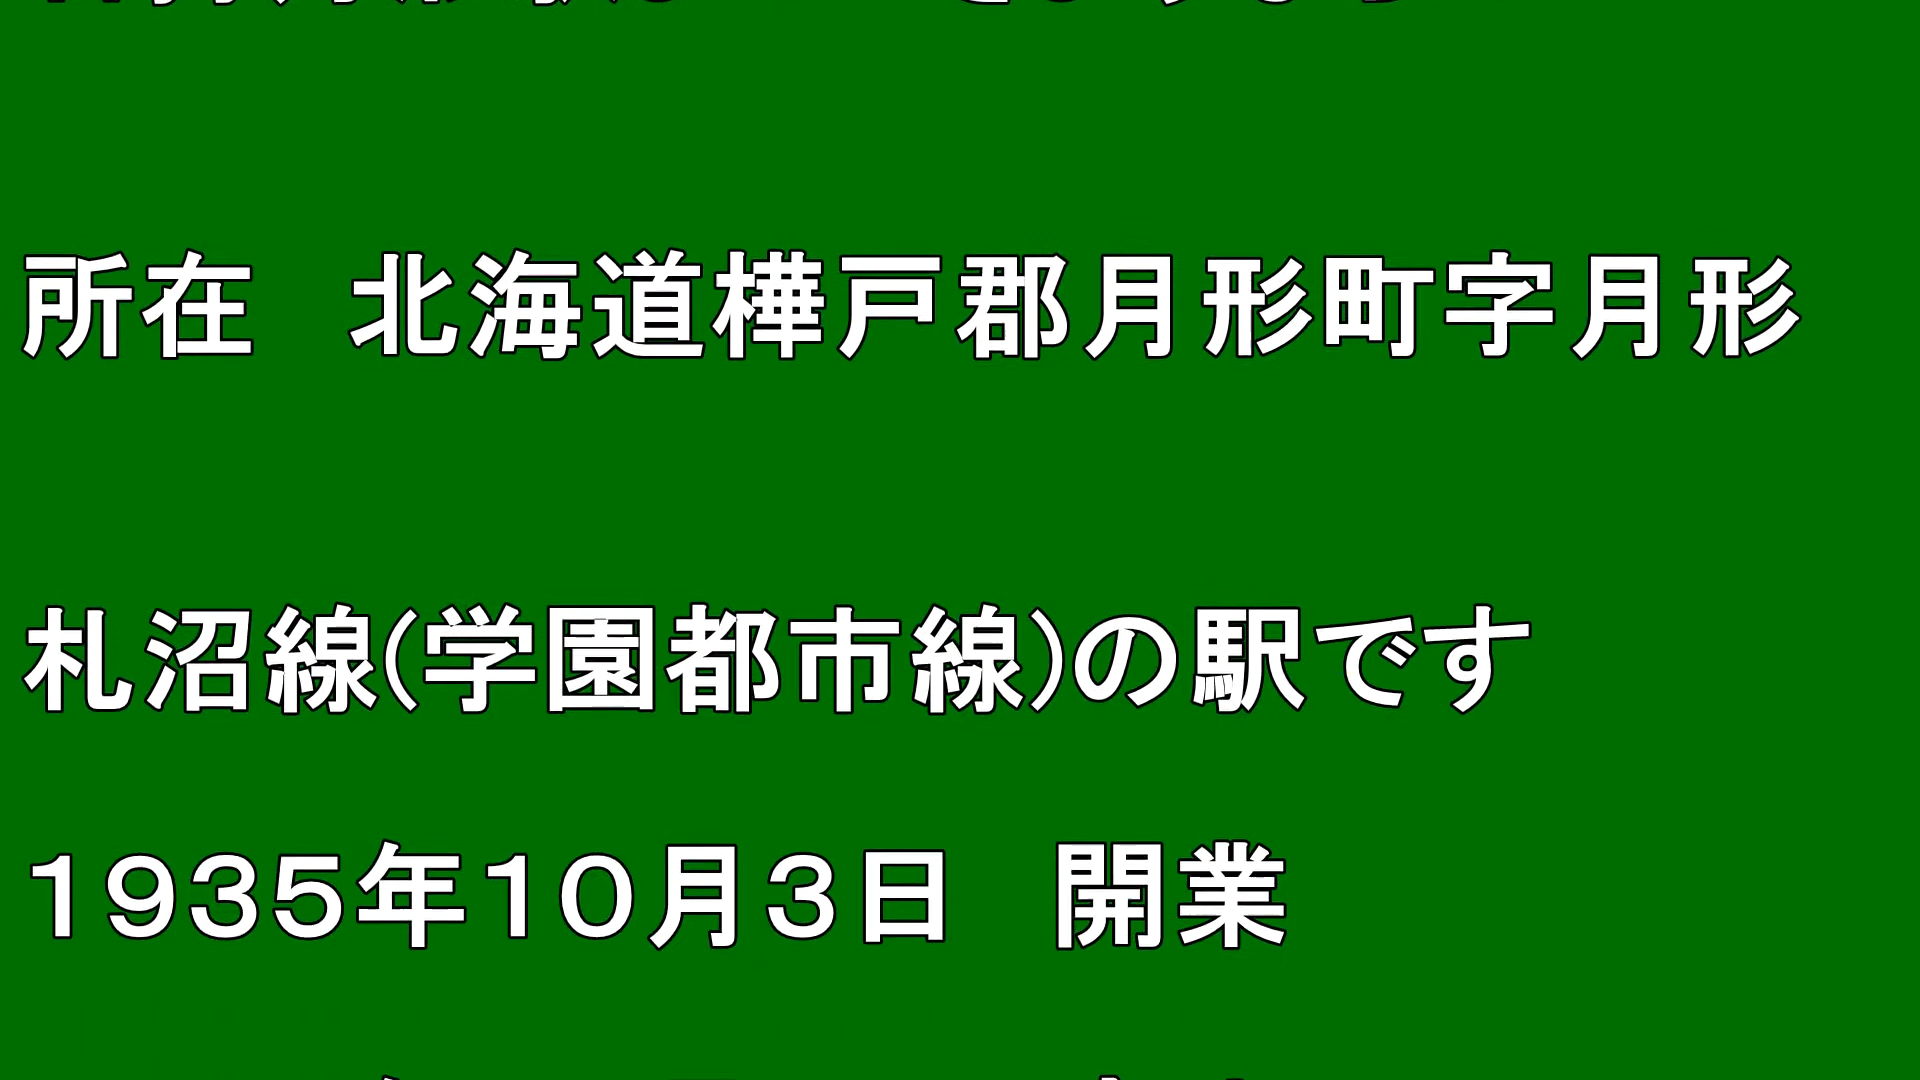 所在　北海道樺戸郡月形町字月形
札沼線(学園都市線)の駅です
１９３５年１０月３日　開業